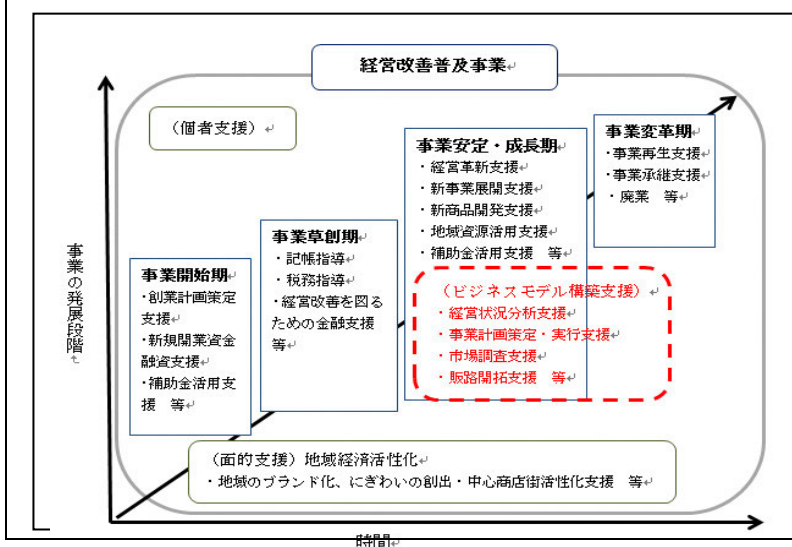 経営改善普及事業
（個者支援）
事業変革期
・事業再生支援
・事業承継支援
・廃業　等
事業安定・成長期
・経営革新支援
・新事業展開支援
・新商品開発支援
・地域資源活用支援
・補助金活用支援　等
（ビジネスモデル構築支援）
・経営状況分析支援
・事業計画策定・実行支援
・市場調査支援
・販路開拓支援　等
事業草創期
・記帳指導
・税務指導
・経営改善を図る
ための金融支援
等
事業開始期
・創業計画策定
支援
・新規開業資金
融資支援
・補助金活用支
援　等
事業の発展段階
（面的支援）地域経済活性化
・地域のブランド化、にぎわいの創出・中心商店街活性化支援　等
時間